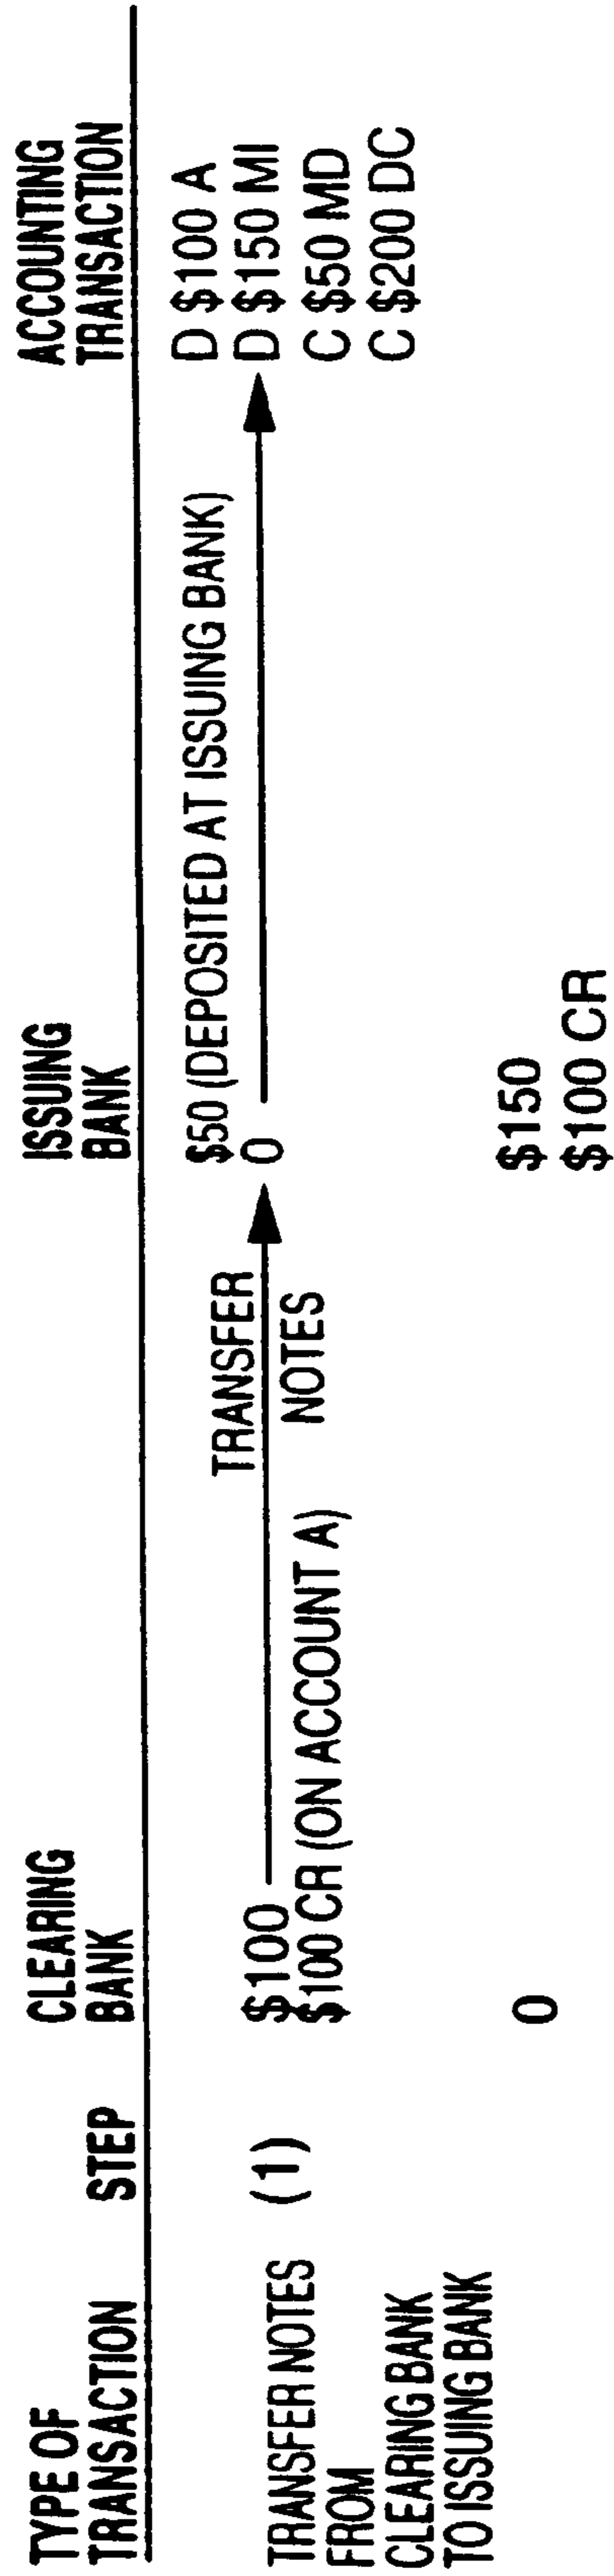 TYPE OF
TRANSACTION
STEP
CLEARING
BANK
ISSUING
BANK
ACCOUNTING
TRANSACTION
TRANSFER NOTES
FROM
CLEARING BANK
TO ISSUING BANK
(1)
$100
$100 CR (ON ACCOUNT A)
TRANSFER
NOTES
$50 (DEPOSITED AT ISSUING BANK)
0
D $100 A
D $150 MI
C $50 MD
C $200 DC
0
$150
$100 CR